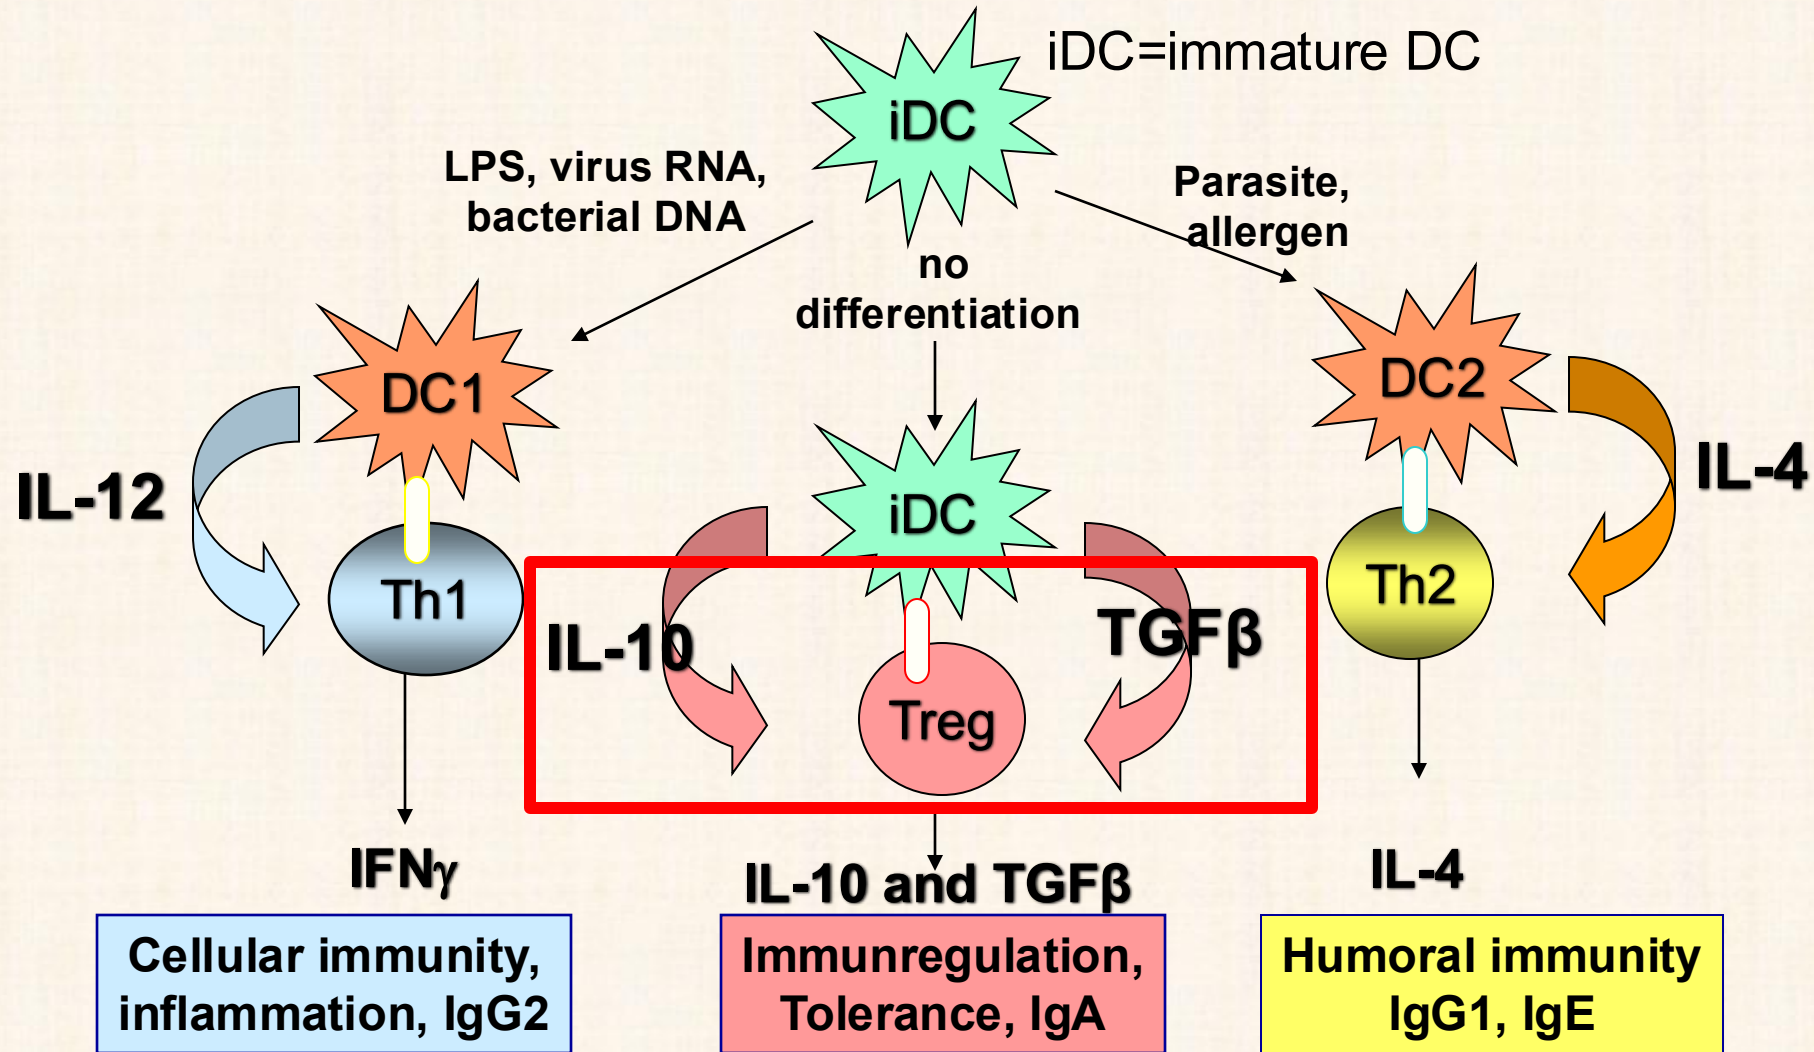 iDC
iDC=immature DC
LPS, virus RNA,
bacterial DNA
Parasite,
allergen
no
differentiation
DC1
DC2
IL-12
iDC
IL-4
Th1
IL-10
TGFβ
Th2
Treg
IFNγ
IL-10 and TGFβ
IL-4
Cellular immunity,
inflammation, IgG2
Immunregulation,
Tolerance, IgA
Humoral immunity
IgG1, IgE